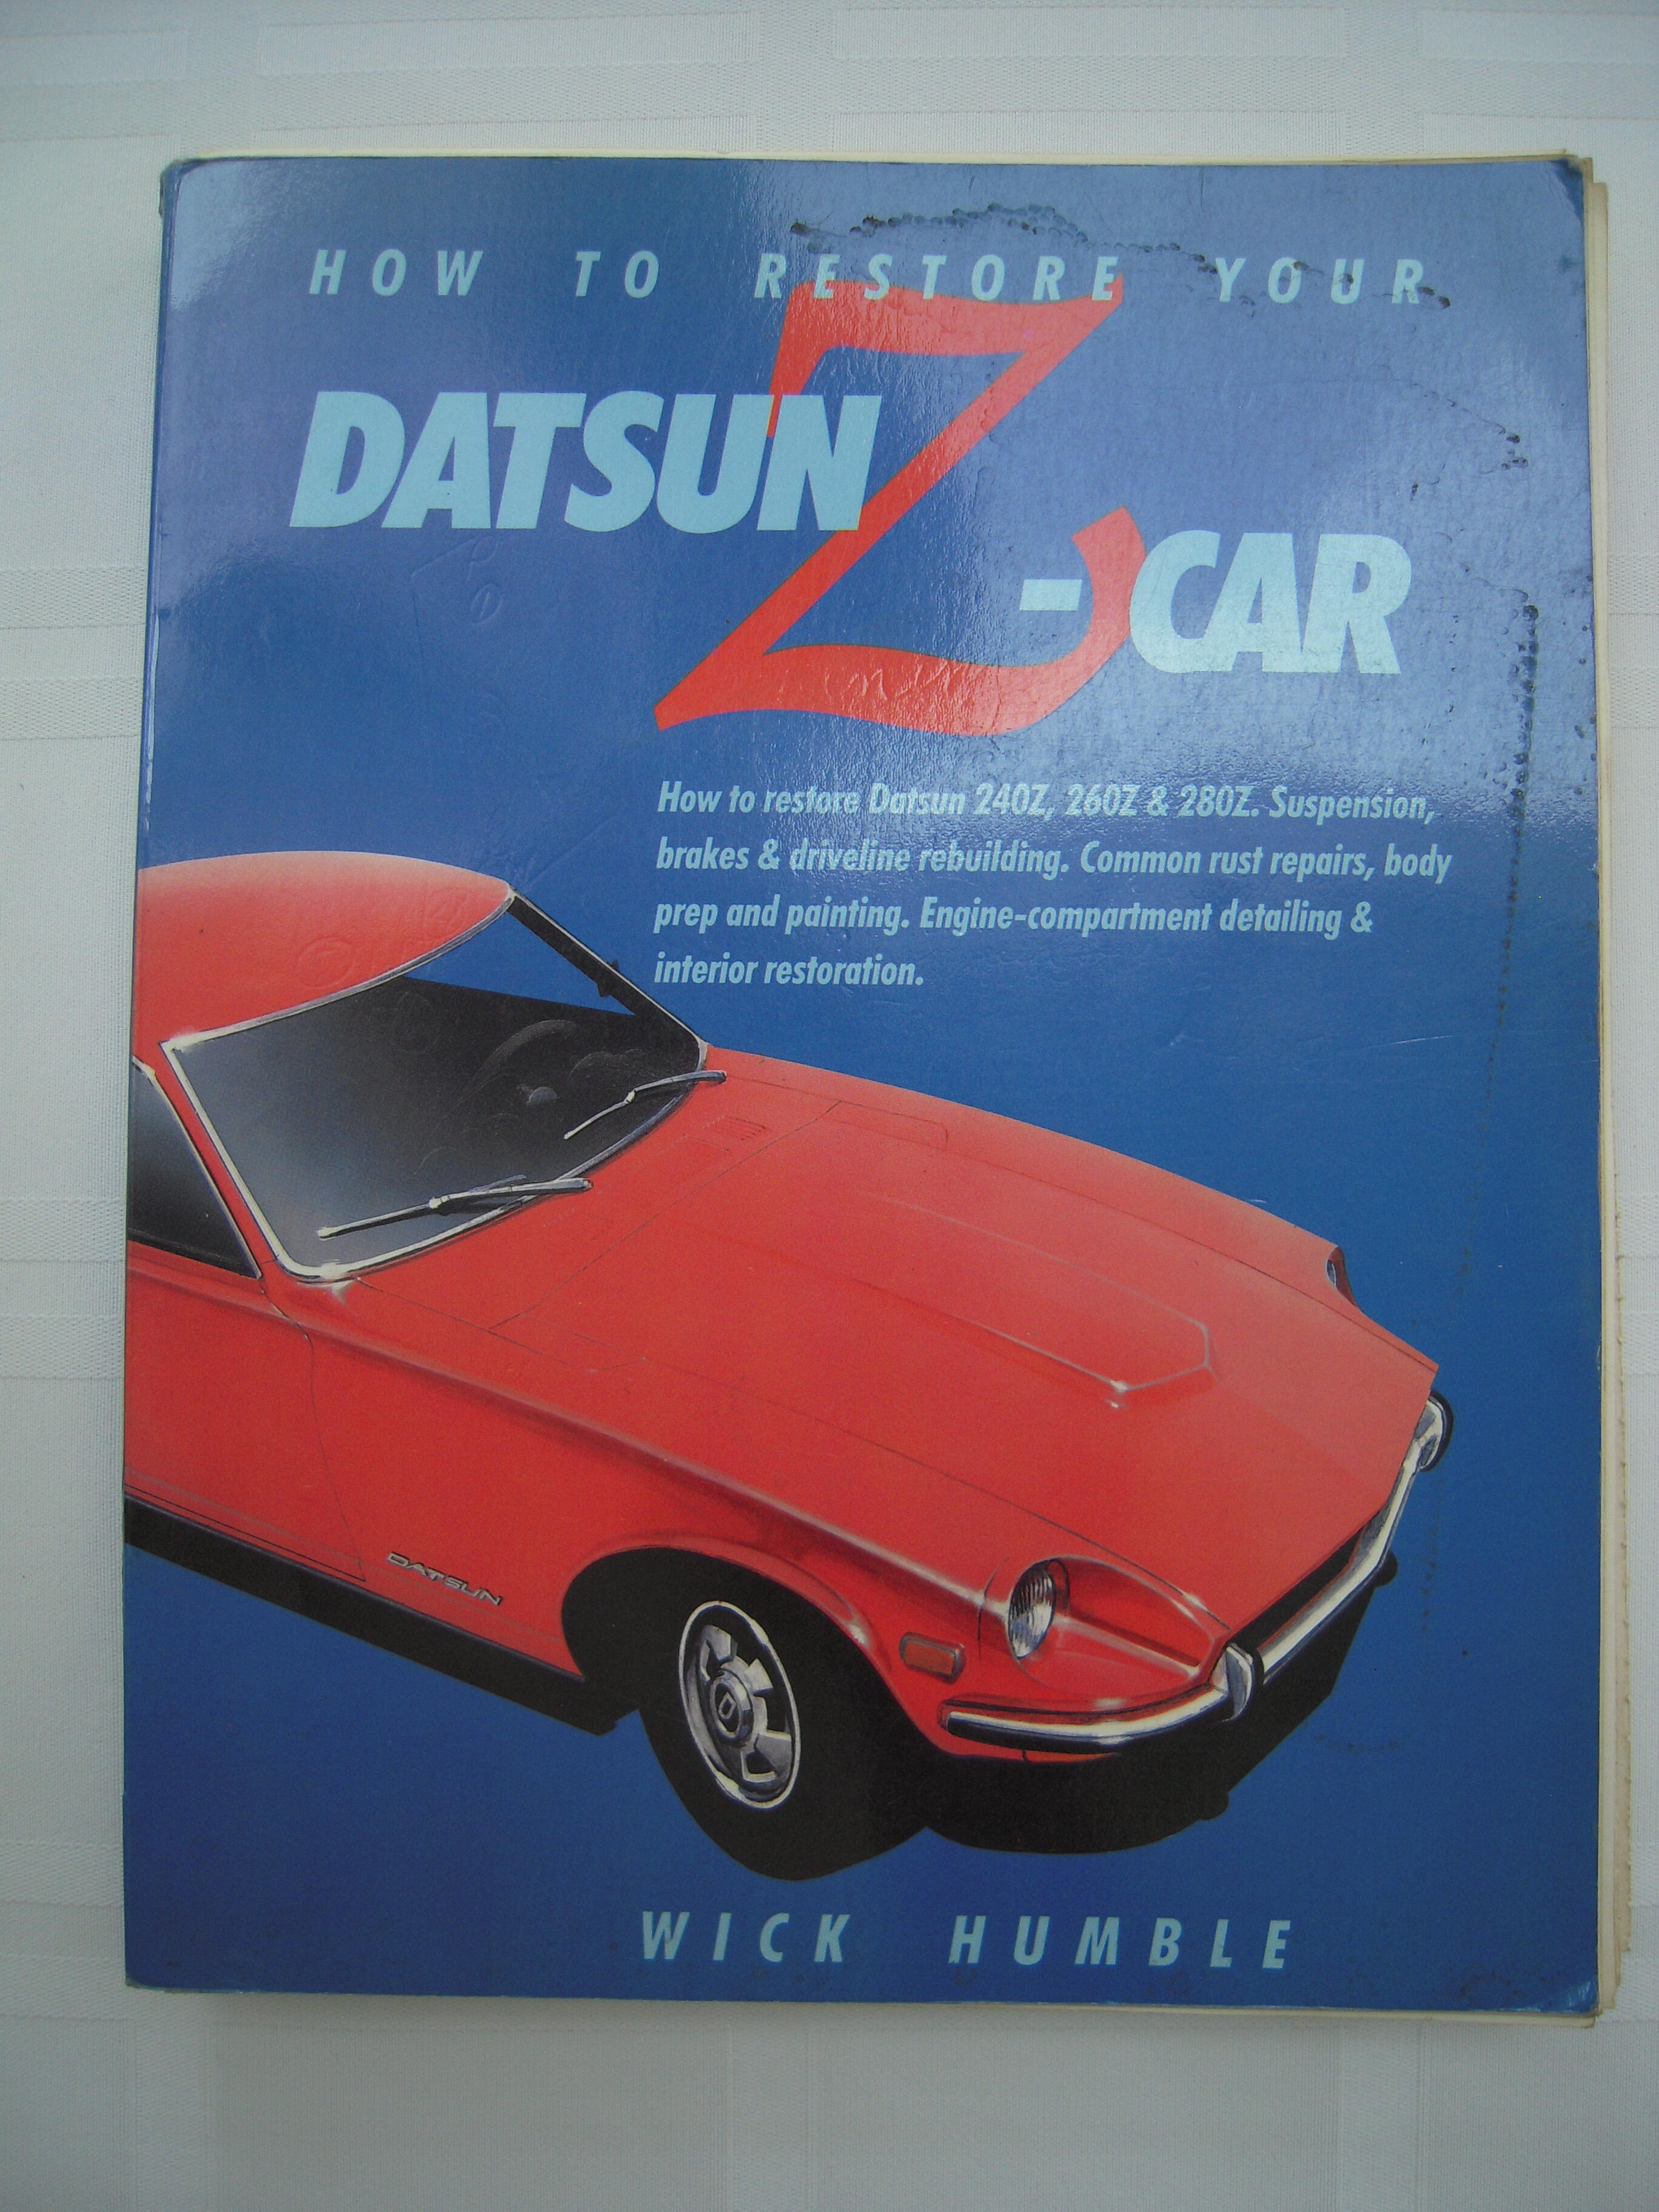 HOW TO RESTORE YOUR
DATSUN Z-CAR
How to restore Datsun 240Z, 260Z & 280Z. Suspension,
brakes & driveline rebuilding. Common rust repairs, body
prep and painting. Engine-compartment detailing &
interior restoration.
DATSUN
D
WICK HUMBLE